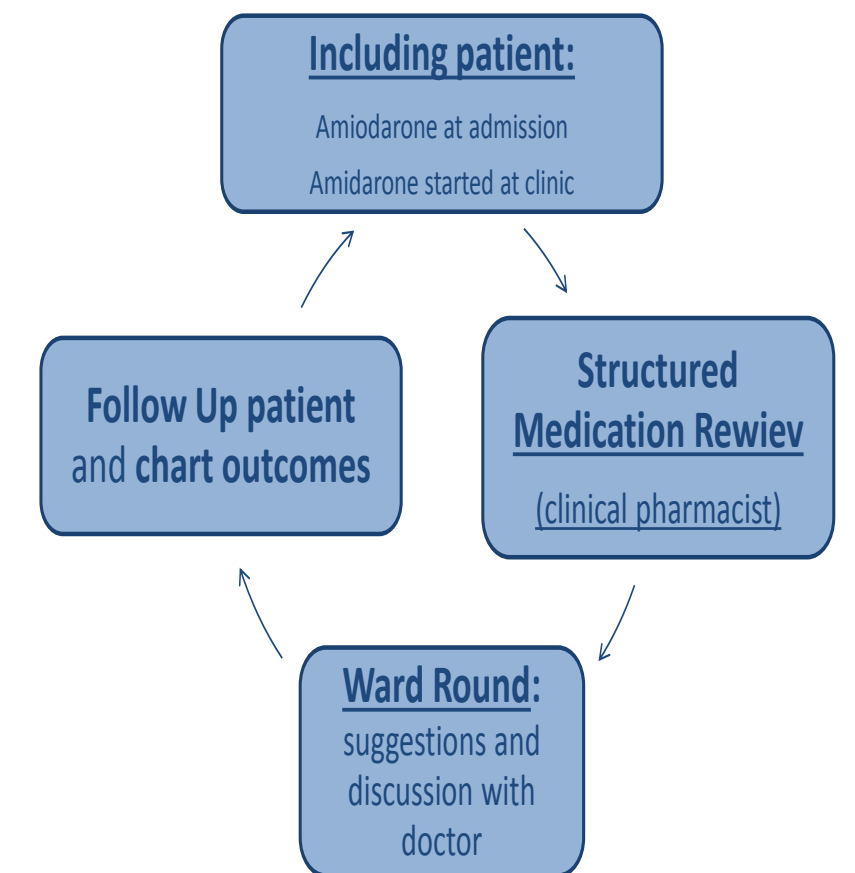 Including patient:
Amiodarone at admission
Amidarone started at clinic
Structured
Medication Rewiev
(clinical pharmacist)
Ward Round:
suggestions and
discussion with
doctor
Follow Up patient
and chart outcomes